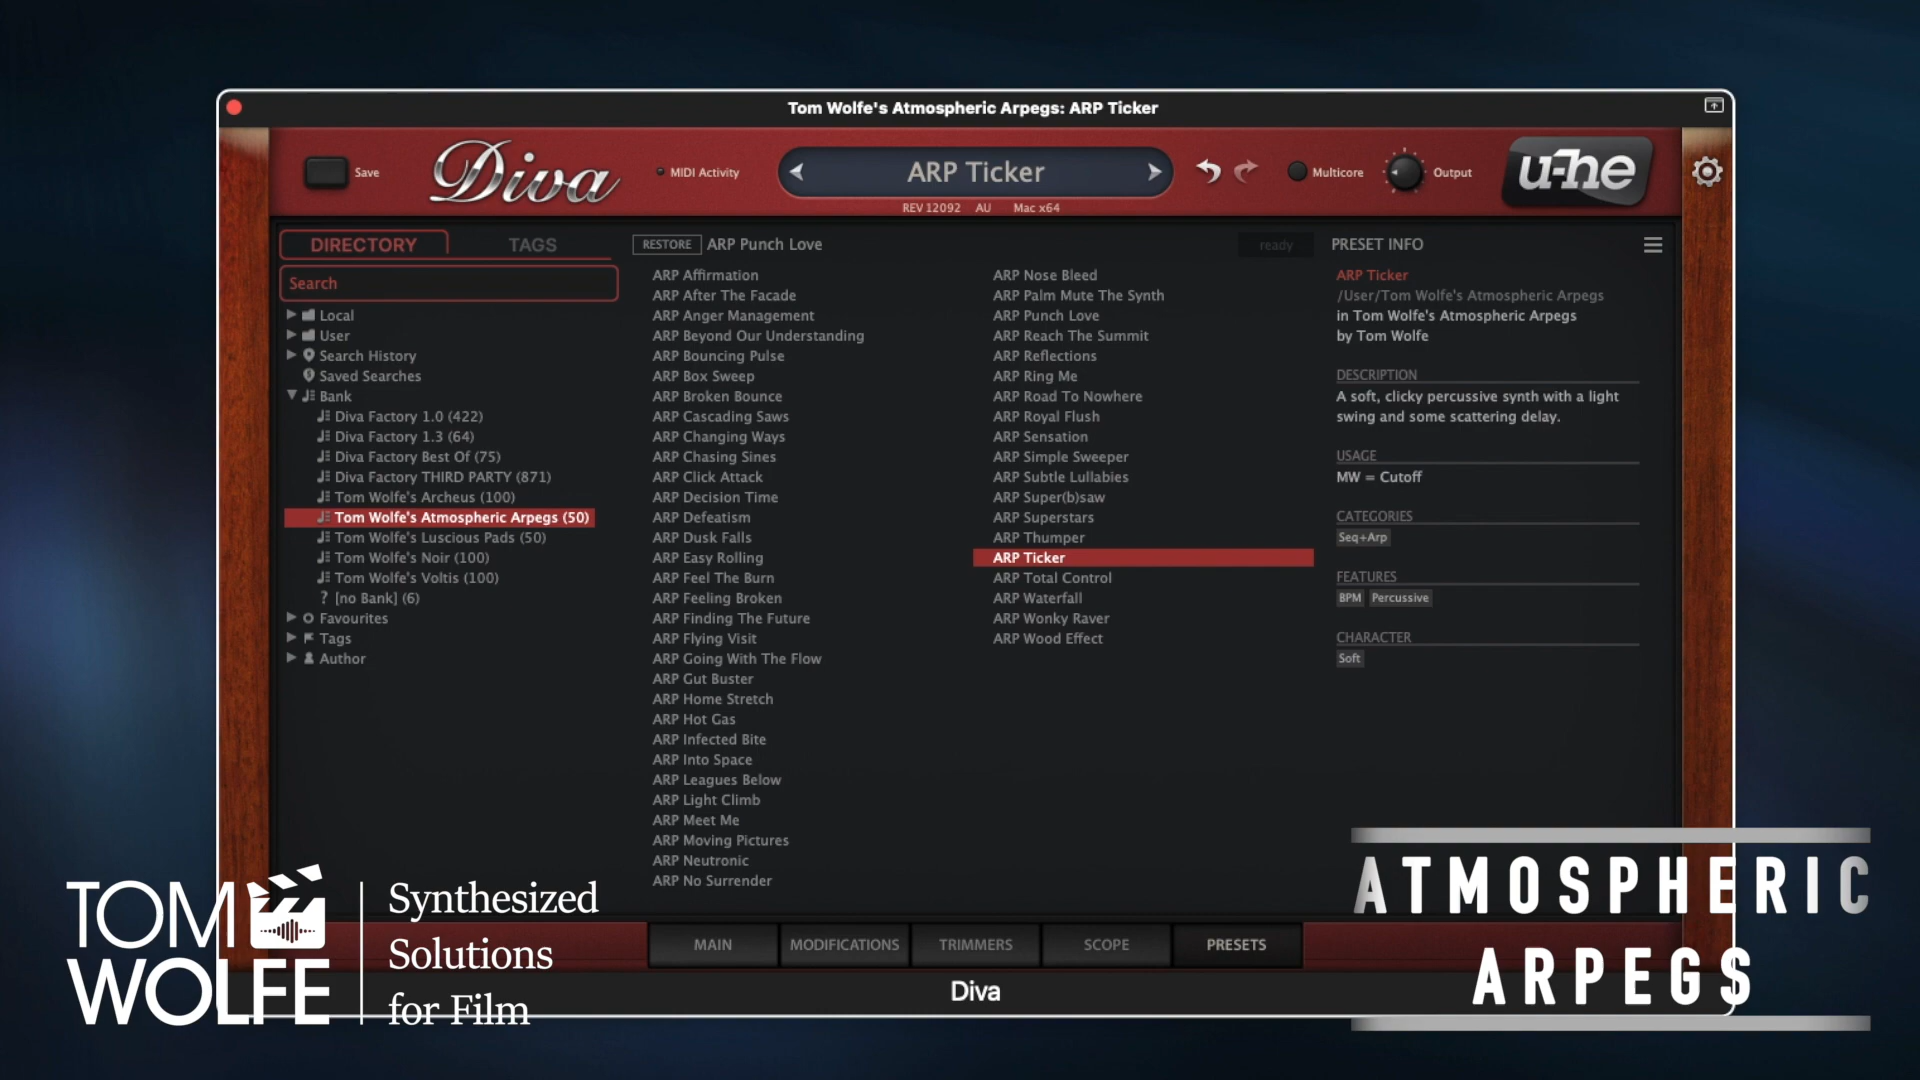 Tom Wolfe's Atmospheric Arpegs: ARP Ticker
Save
Diva
MIDI Activity
ARP Ticker
Multicore
Output
u-he
REV 12092 AU Mac x64
DIRECTORY
TAGS
Search
Local
User
Search History
Saved Searches
Bank
Diva Factory 1.0 (422)
Diva Factory 1.3 (64)
Diva Factory Best Of (75)
Diva Factory THIRD PARTY (871)
Tom Wolfe's Archeus (100)
Tom Wolfe's Atmospheric Arpegs (50)
Tom Wolfe's Luscious Pads (50)
Tom Wolfe's Noir (100)
Tom Wolfe's Voltis (100)
? [no Bank] (6)
Favourites
Tags
Author
RESTORE ARP Punch Love
ready
ARP Affirmation
ARP After The Facade
ARP Anger Management
ARP Beyond Our Understanding
ARP Bouncing Pulse
ARP Box Sweep
ARP Broken Bounce
ARP Cascading Saws
ARP Changing Ways
ARP Chasing Sines
ARP Click Attack
ARP Decision Time
ARP Defeatism
ARP Dusk Falls
ARP Easy Rolling
ARP Feel The Burn
ARP Feeling Broken
ARP Finding The Future
ARP Flying Visit
ARP Going With The Flow
ARP Gut Buster
ARP Home Stretch
ARP Hot Gas
ARP Infected Bite
ARP Into Space
ARP Leagues Below
ARP Light Climb
ARP Meet Me
ARP Moving Pictures
ARP Neutronic
ARP No Surrender
ARP Nose Bleed
ARP Palm Mute The Synth
ARP Punch Love
ARP Reach The Summit
ARP Reflections
ARP Ring Me
ARP Road To Nowhere
ARP Royal Flush
ARP Sensation
ARP Simple Sweeper
ARP Subtle Lullabies
ARP Super(b)saw
ARP Superstars
ARP Thumper
ARP Ticker
ARP Total Control
ARP Waterfall
ARP Wonky Raver
ARP Wood Effect
PRESET INFO
ARP Ticker
/User/Tom Wolfe's Atmospheric Arpegs
in Tom Wolfe's Atmospheric Arpegs
by Tom Wolfe
DESCRIPTION
A soft, clicky percussive synth with a light
swing and some scattering delay.
USAGE
MW = Cutoff
CATEGORIES
Seq+Arp
FEATURES
BPM Percussive
CHARACTER
Soft
MAIN
MODIFICATIONS
TRIMMERS
SCOPE
PRESETS
Diva
TOM
WOLFE
Synthesized
Solutions
for Film
ATMOSPHERIC
ARPEGS